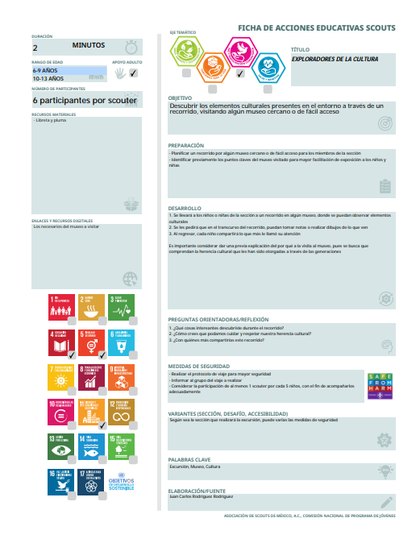 FICHA DE ACCIONES EDUCATIVAS SCOUTS
DURACIÓN
2 MINUTOS
RANGO DE EDAD
APOYO ADULTO
6-9 AÑOS
10-13 AÑOS
NÚMERO DE PARTICIPANTES
6 participantes por scouter
RECURSOS MATERIALES
- Libreta y pluma
ENLACES Y RECURSOS DIGITALES
Los necesarios del museo a visitar
EJE TEMÁTICO
TÍTULO
EXPLORADORES DE LA CULTURA
OBJETIVO
Descubrir los elementos culturales presentes en el entorno a través de un
recorrido, visitando algún museo cercano o de fácil acceso
PREPARACIÓN
- Planificar un recorrido por algún museo cercano o de fácil acceso para los miembros de la sección
- Identificar previamente los puntos claves del museo visitado para mayor facilitación de exposición a los niños y
niñas
DESARROLLO
1. Se llevará a los niños o niñas de la sección a un recorrido en algún museo, donde se puedan observar elementos
culturales
2. Se les pedirá que en el transcurso del recorrido, puedan tomar notas o realizar dibujos de lo que ven
3. Al regresar, cada niño compartirá lo que más le llamó su atención
Es importante considerar dar una previa explicación del por qué a la visita al museo, pues se busca que
comprendan la herencia cultural que les han sido otorgadas a través de las generaciones
PREGUNTAS ORIENTADORAS/REFLEXIÓN
1. ¿Qué cosas interesantes descubriste durante el recorrido?
2. ¿Cómo crees que podamos cuidar y respetar nuestra herencia cultural?
3. ¿Con quiénes más compartirías este recorrido?
MEDIDAS DE SEGURIDAD
- Realizar el protocolo de viaje para mayor seguridad
- Informar al grupo del viaje a realizar
- Considerar la participación de al menos 1 scouter por cada 6 niños, con el fin de acompañarlos
adecuadamente
SAFE
FROM
HARM
VARIANTES (SECCIÓN, DESAFÍO, ACCESIBILIDAD)
Según sea la sección que realizará la excursión, puede variar las medidas de seguridad
PALABRAS CLAVE
Excursión, Museo, Cultura
ELABORACIÓN/FUENTE
Juan Carlos Rodríguez Rodríguez
OBJETIVOS
DE DESARROLLO
SOSTENIBLE
ASOCIACIÓN DE SCOUTS DE MÉXICO, A.C., COMISIÓN NACIONAL DE PROGRAMA DE JÓVENES